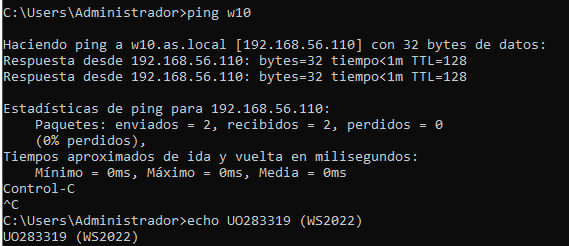 C:\Users\Administrador>ping w10
Haciendo ping a w10.as.local [192.168.56.110] con 32 bytes de datos:
Respuesta desde 192.168.56.110: bytes=32 tiempo<1m TTL=128
Respuesta desde 192.168.56.110: bytes=32 tiempo<1m TTL=128
Estadísticas de ping para 192.168.56.110:
    Paquetes: enviados = 2, recibidos = 2, perdidos = 0
    (0% perdidos),
Tiempos aproximados de ida y vuelta en milisegundos:
    Mínimo = 0ms, Máximo = 0ms, Media = 0ms
Control-C
^C
C:\Users\Administrador>echo UO283319 (WS2022)
UO283319 (WS2022)